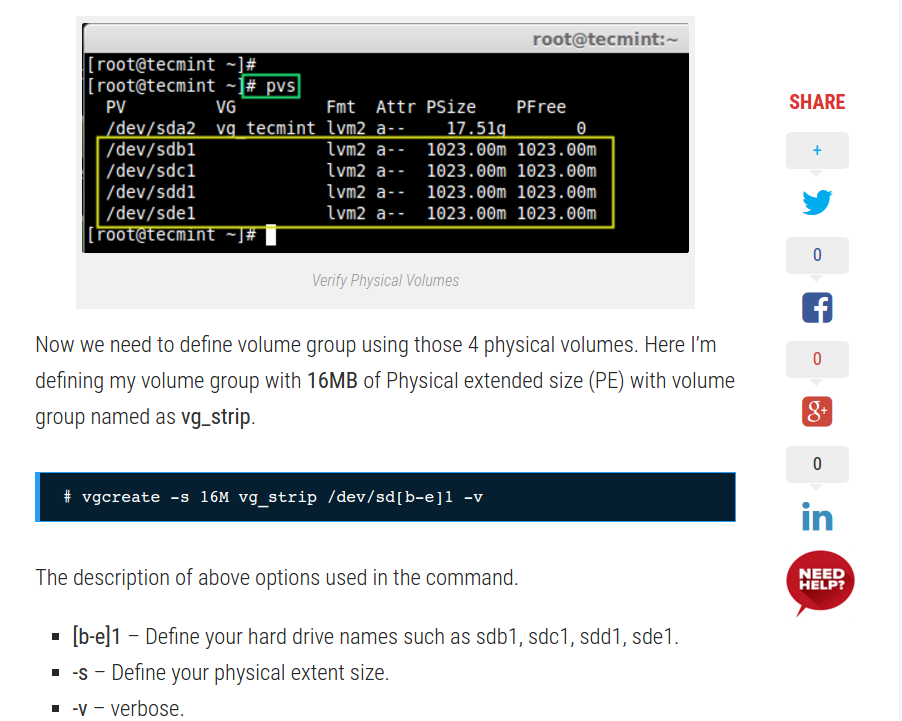 root@tecmint:~
[root@tecmint ~]#
[root@tecmint ~]# pvs
PV VG Fmt Attr PSize PFree
/dev/sda2 vg_tecmint lvm2 a-- 17.51g 0
/dev/sdb1 lvm2 a-- 1023.00m 1023.00m
/dev/sdc1 lvm2 a-- 1023.00m 1023.00m
/dev/sdd1 lvm2 a-- 1023.00m 1023.00m
/dev/sde1 lvm2 a-- 1023.00m 1023.00m
[root@tecmint ~]#
Verify Physical Volumes
Now we need to define volume group using those 4 physical volumes. Here I’m
defining my volume group with 16MB of Physical extended size (PE) with volume
group named as vg_strip.
# vgcreate -s 16M vg_strip /dev/sd[b-e]1 -v
The description of above options used in the command.
[b-e]1 – Define your hard drive names such as sdb1, sdc1, sdd1, sde1.
-s – Define your physical extent size.
-v – verbose.
SHARE
+
0
f
0
g+
0
in
NEED
HELP?